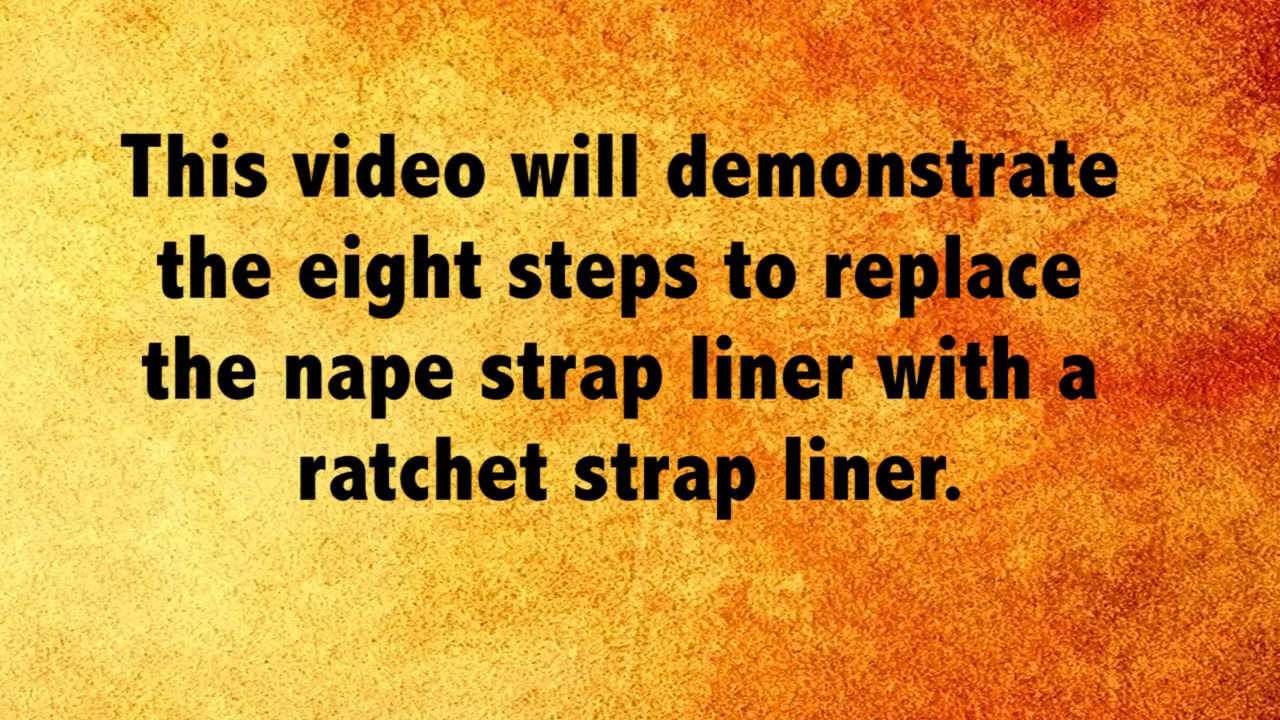 This video will demonstrate
the eight steps to replace
the nape strap liner with a
ratchet strap liner.